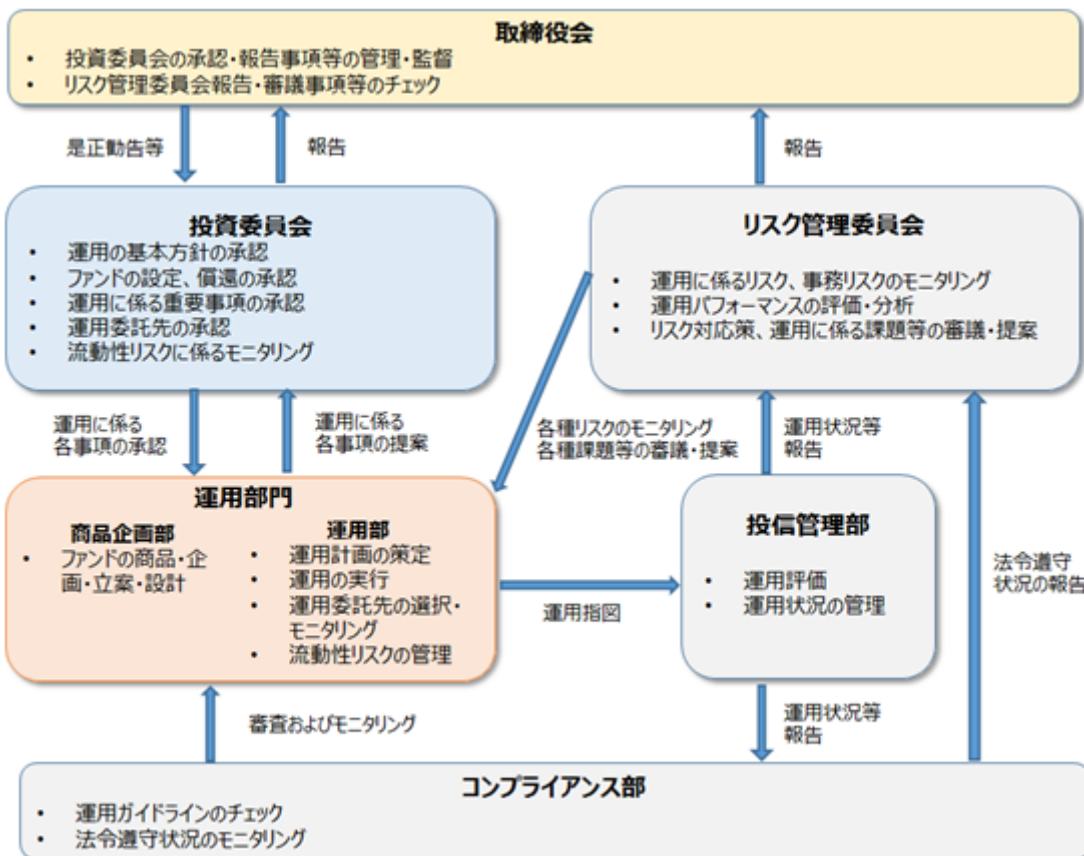 取締役会
• 投資委員会の承認・報告事項等の管理・監督
• リスク管理委員会報告・審議事項等のチェック
是正勧告等
報告
報告
投資委員会
• 運用の基本方針の承認
• ファンドの設定、償還の承認
• 運用に係る重要事項の承認
• 運用委託先の承認
• 流動性リスクに係るモニタリング
リスク管理委員会
• 運用に係るリスク、事務リスクのモニタリング
• 運用パフォーマンスの評価・分析
• リスク対応策、運用に係る課題等の審議・提案
運用に係る
各事項の承認
運用に係る
各事項の提案
各種リスクのモニタリング
各種課題等の審議・提案
運用状況等
報告
運用部門
商品企画部
• ファンドの商品・企
画・立案・設計
運用部
• 運用計画の策定
• 運用の実行
• 運用委託先の選択・
モニタリング
• 流動性リスクの管理
運用指図
投信管理部
• 運用評価
• 運用状況の管理
法令遵守
状況の報告
審査およびモニタリング
運用状況等
報告
コンプライアンス部
• 運用ガイドラインのチェック
• 法令遵守状況のモニタリング